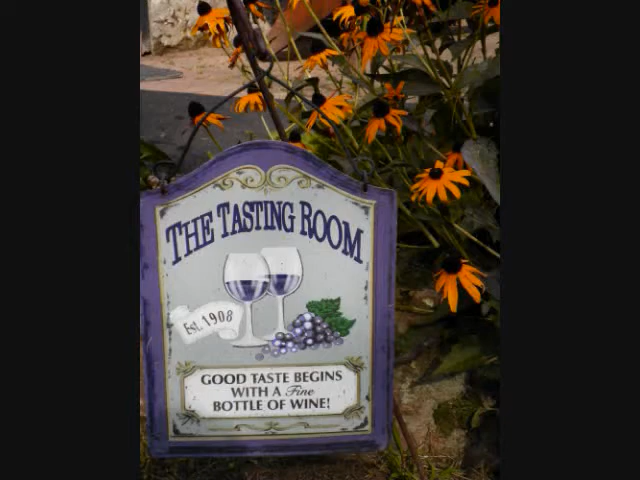 THE TASTING ROOM
Est. 1908
GOOD TASTE BEGINS
WITH A Fine
BOTTLE OF WINE!